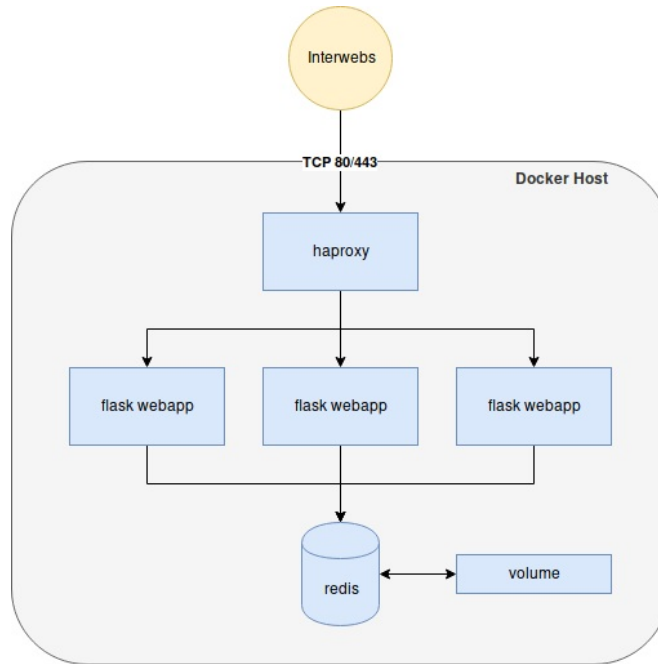 Interwebs
TCP 80/443
Docker Host
haproxy
flask webapp
flask webapp
flask webapp
redis
volume